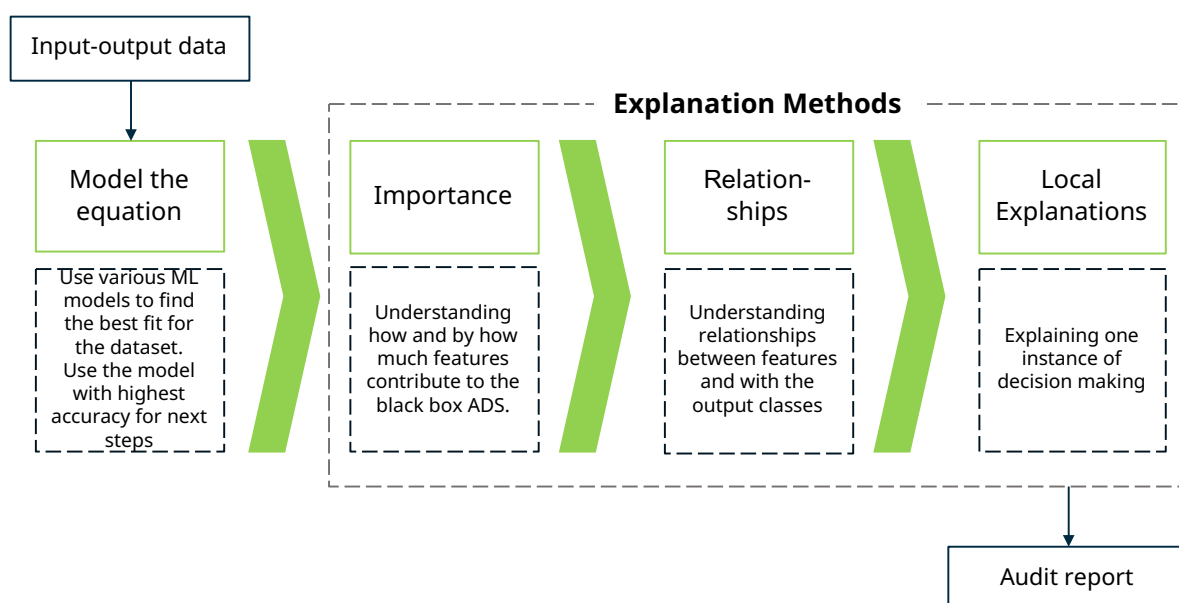 Input-output data
Explanation Methods
Model the
equation
Importance
Relation-
ships
Local
Explanations
Use various ML
models to find
the best fit for
the dataset.
Use the model
with highest
accuracy for next
steps
Understanding
how and by how
much features
contribute to the
black box ADS.
Understanding
relationships
between features
and with the
output classes
Explaining one
instance of
decision making
Audit report